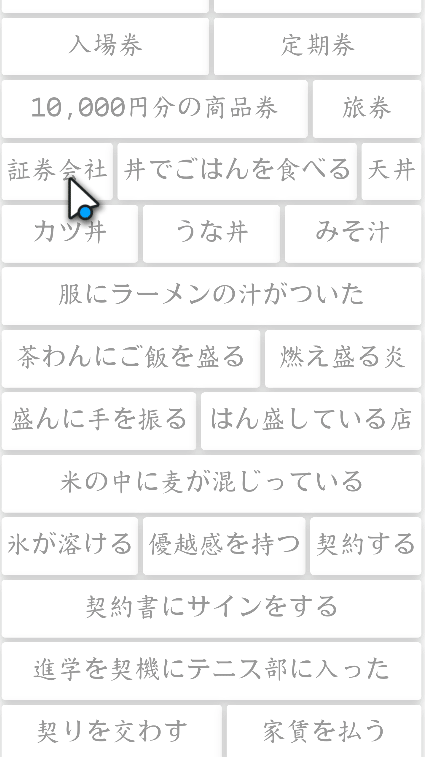 入場券 定期券
10,000円分の商品券 旅券
証券会社 丼でごはんを食べる 天丼
カツ丼 うな丼 みそ汁
服にラーメンの汁がついた
茶わんにご飯を盛る 燃え盛る炎
盛んに手を振る はん盛している店
米の中に麦が混じっている
氷が溶ける 優越感を持つ 契約する
契約書にサインをする
進学を契機にテニス部に入った
契りを交わす 家賃を払う